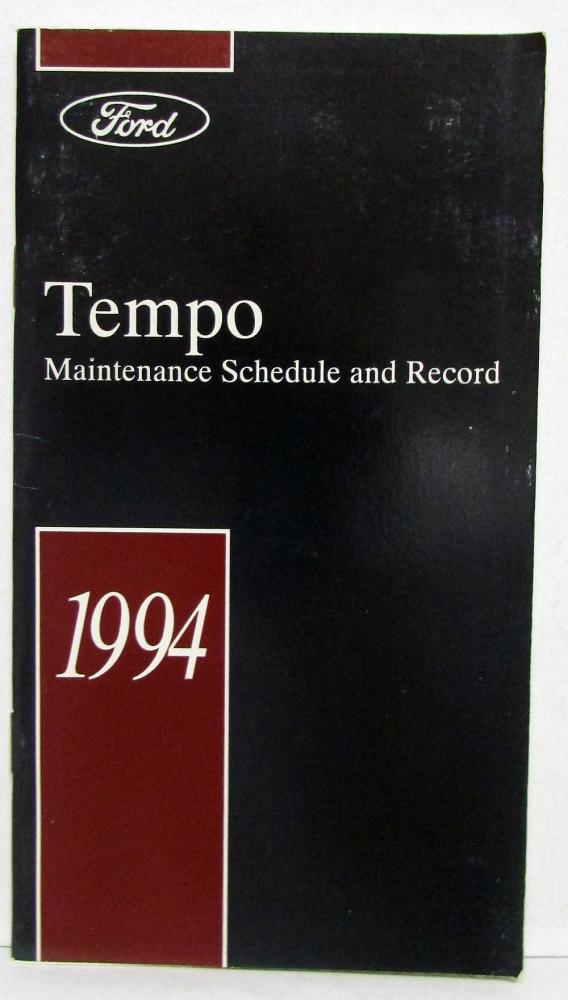 Ford
Tempo
Maintenance Schedule and Record
1994